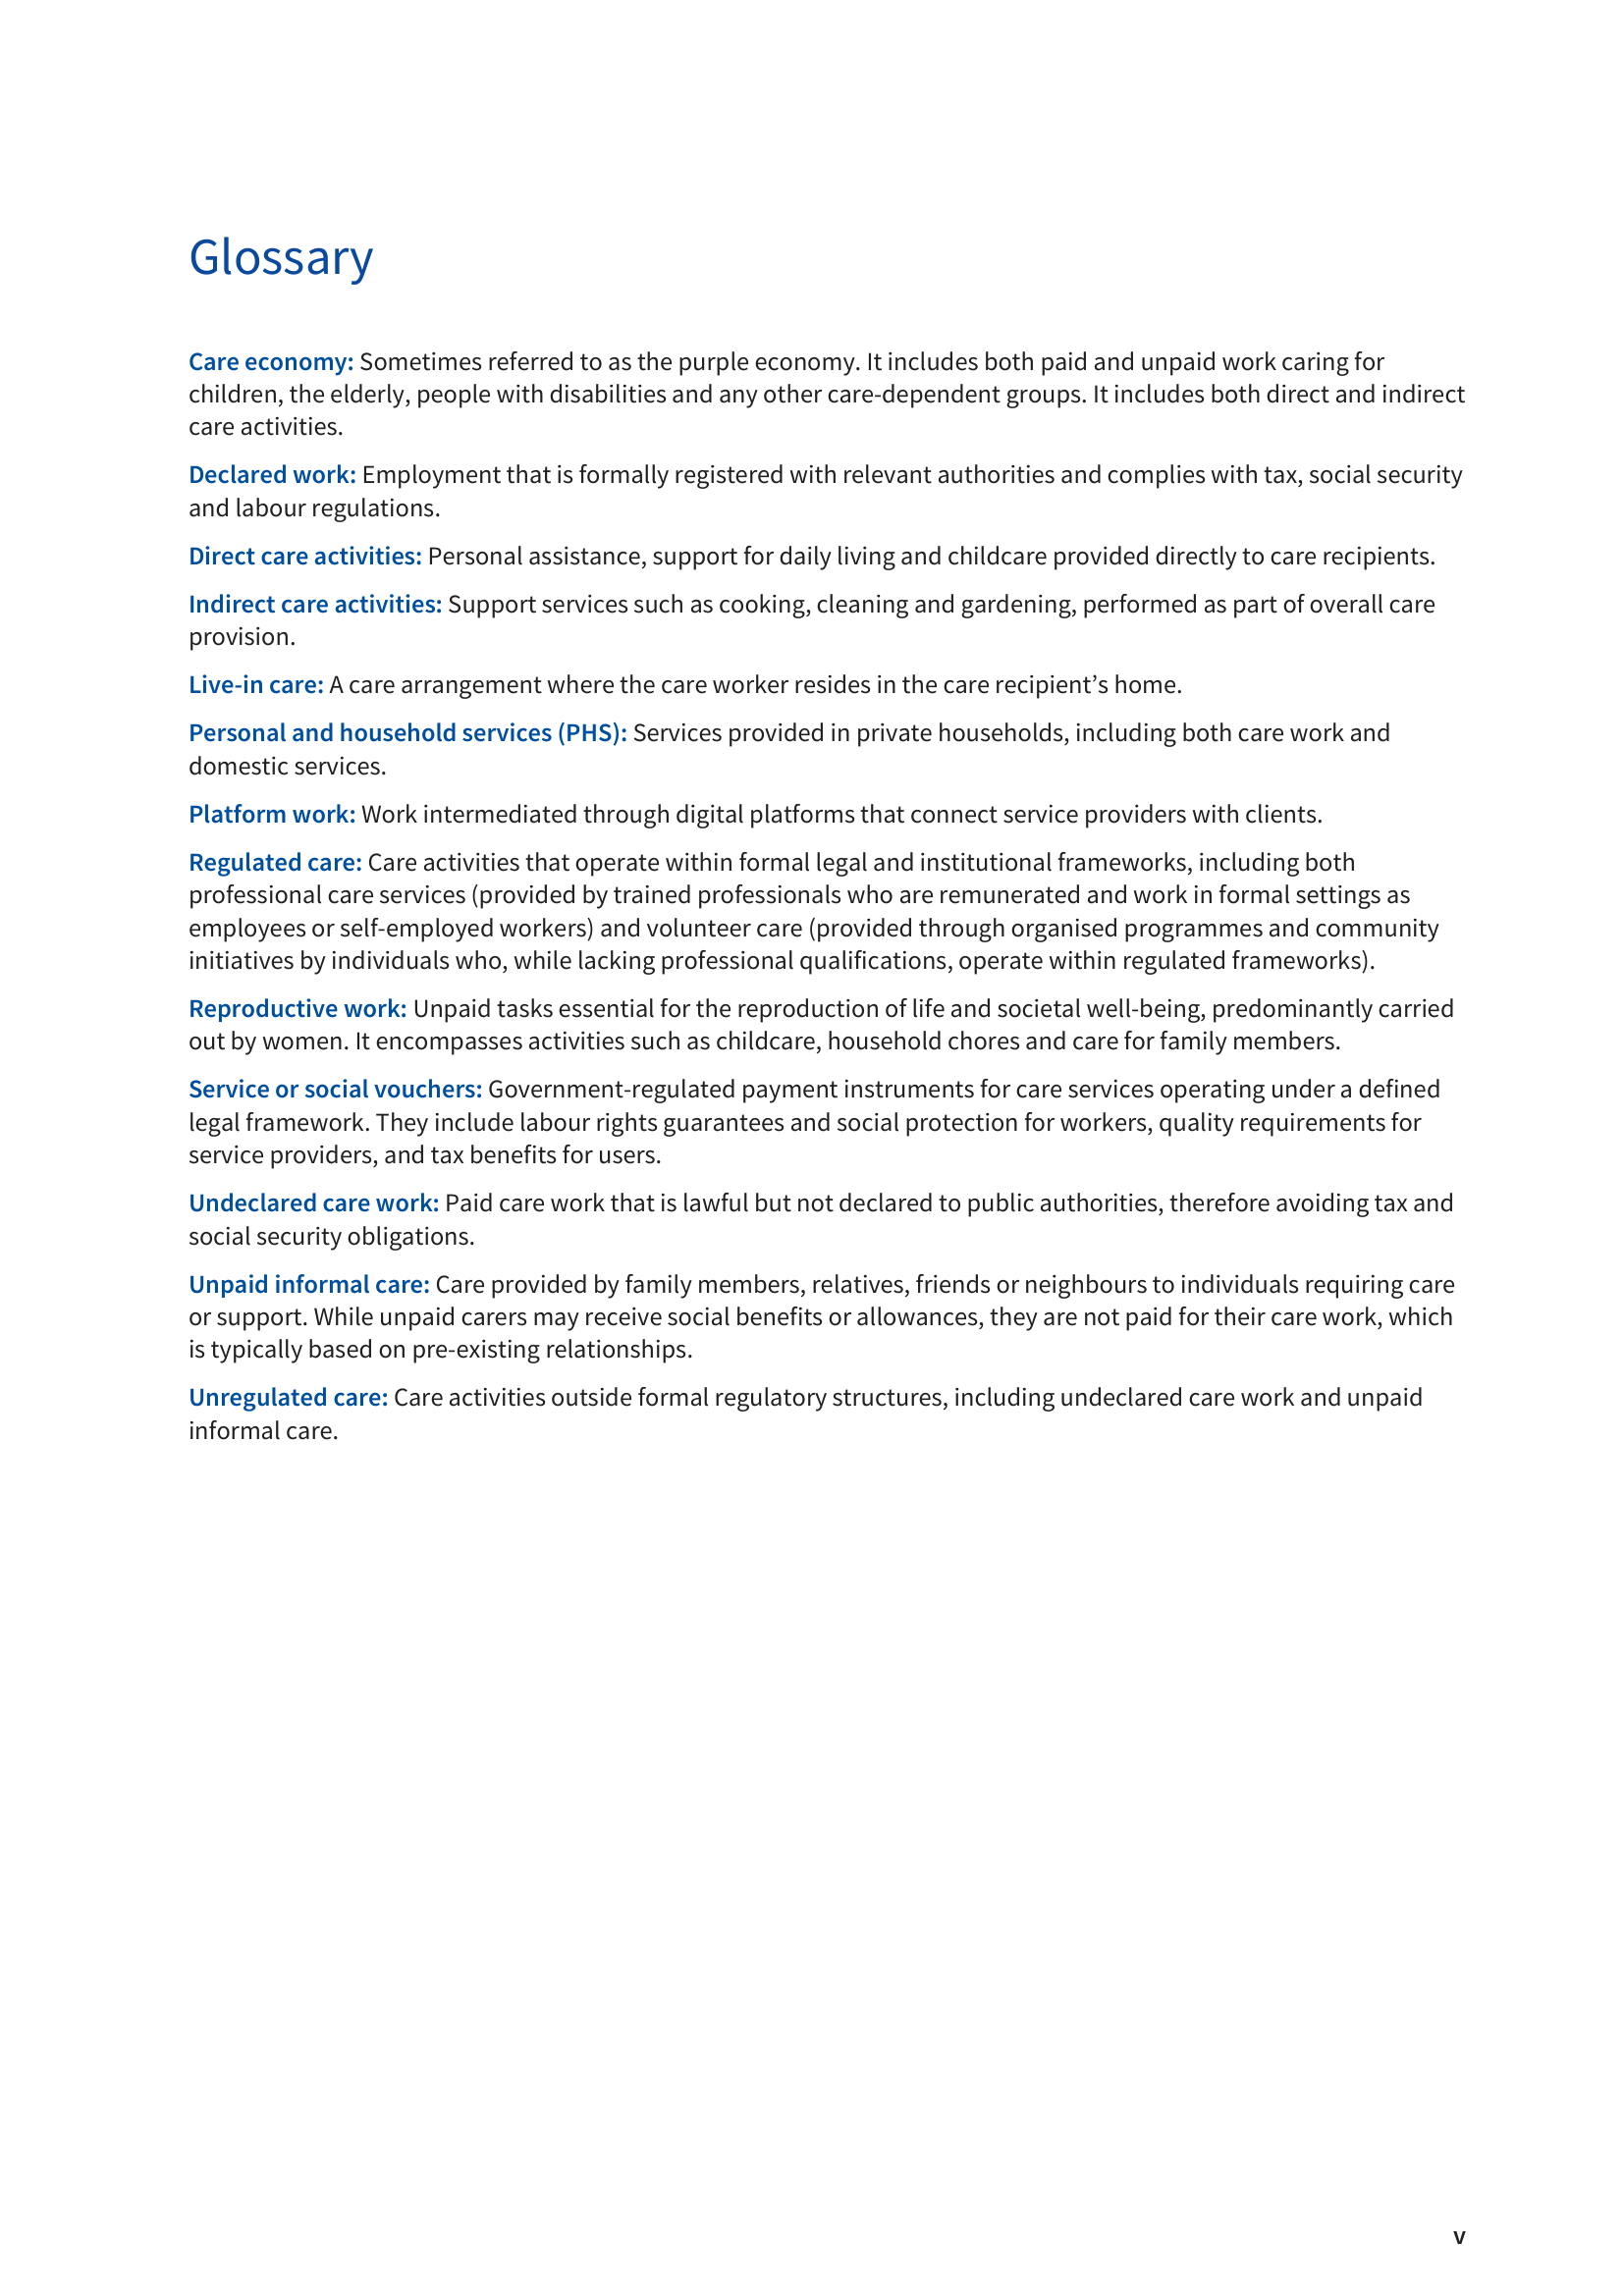 Glossary
Care economy: Sometimes referred to as the purple economy. It includes both paid and unpaid work caring for
children, the elderly, people with disabilities and any other care-dependent groups. It includes both direct and indirect
care activities.
Declared work: Employment that is formally registered with relevant authorities and complies with tax, social security
and labour regulations.
Direct care activities: Personal assistance, support for daily living and childcare provided directly to care recipients.
Indirect care activities: Support services such as cooking, cleaning and gardening, performed as part of overall care
provision.
Live-in care: A care arrangement where the care worker resides in the care recipient’s home.
Personal and household services (PHS): Services provided in private households, including both care work and
domestic services.
Platform work: Work intermediated through digital platforms that connect service providers with clients.
Regulated care: Care activities that operate within formal legal and institutional frameworks, including both
professional care services (provided by trained professionals who are remunerated and work in formal settings as
employees or self-employed workers) and volunteer care (provided through organised programmes and community
initiatives by individuals who, while lacking professional qualifications, operate within regulated frameworks).
Reproductive work: Unpaid tasks essential for the reproduction of life and societal well-being, predominantly carried
out by women. It encompasses activities such as childcare, household chores and care for family members.
Service or social vouchers: Government-regulated payment instruments for care services operating under a defined
legal framework. They include labour rights guarantees and social protection for workers, quality requirements for
service providers, and tax benefits for users.
Undeclared care work: Paid care work that is lawful but not declared to public authorities, therefore avoiding tax and
social security obligations.
Unpaid informal care: Care provided by family members, relatives, friends or neighbours to individuals requiring care
or support. While unpaid carers may receive social benefits or allowances, they are not paid for their care work, which
is typically based on pre-existing relationships.
Unregulated care: Care activities outside formal regulatory structures, including undeclared care work and unpaid
informal care.
v